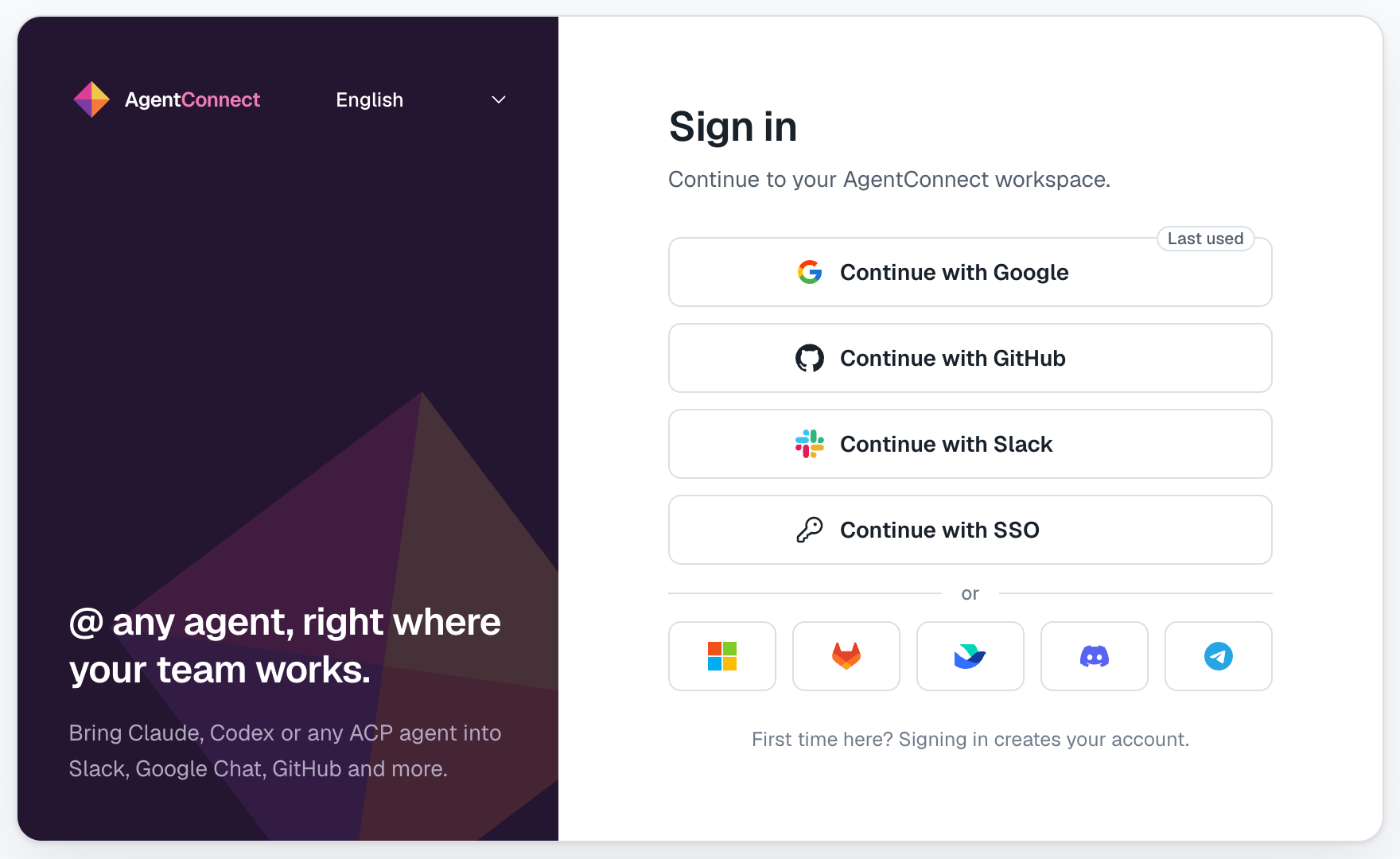 AgentConnect
English
@ any agent, right where
your team works.
Bring Claude, Codex or any ACP agent into
Slack, Google Chat, GitHub and more.
Sign in
Continue to your AgentConnect workspace.
Last used
Continue with Google
Continue with GitHub
Continue with Slack
Continue with SSO
or
First time here? Signing in creates your account.